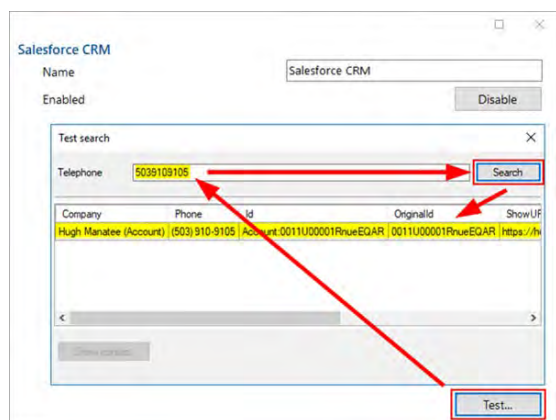 Salesforce CRM
Name Salesforce CRM
Enabled Disable
Test search
Telephone 5039109105 Search
Company Phone Id OriginalId ShowUF
Hugh Manatee (Account) (503) 910-9105 Account:0011U00001RnueEQAR 0011U00001RnueEQAR https://h
Show contact
Test...